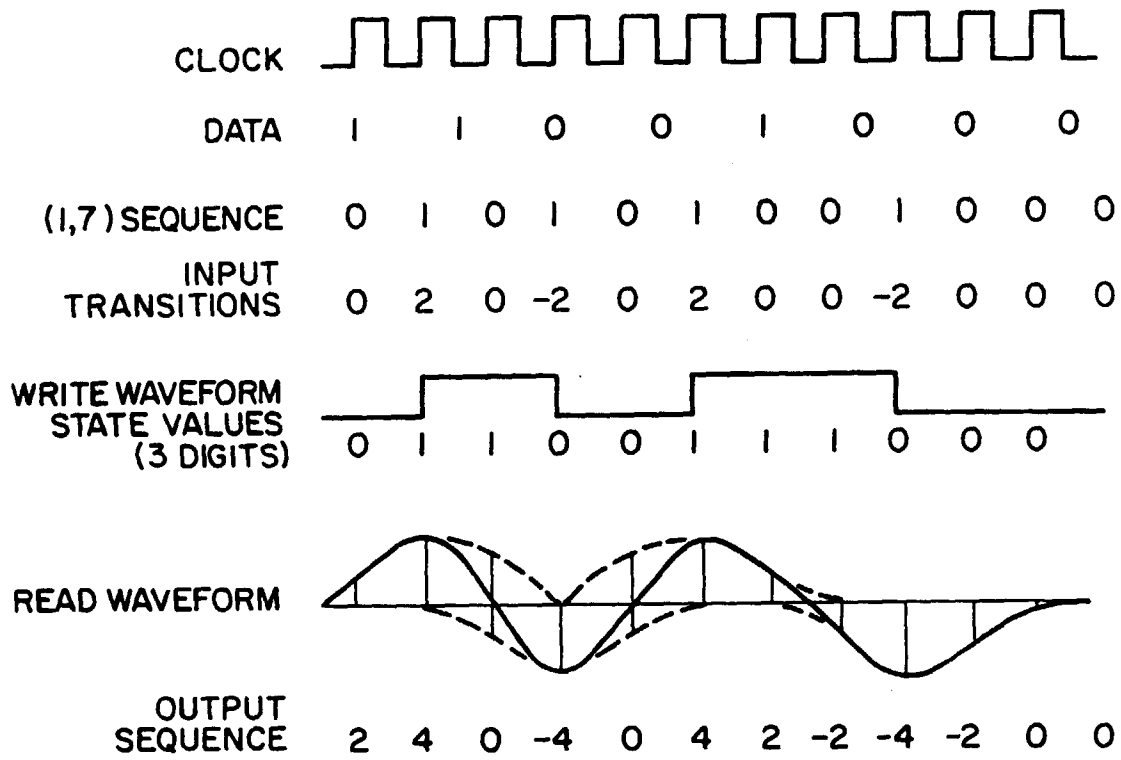 CLOCK
DATA 1 1 0 0 1 0 0 0
(1,7) SEQUENCE 0 1 0 1 0 1 0 0 1 0 0 0
INPUT
TRANSITIONS 0 2 0 -2 0 2 0 0 -2 0 0 0
WRITE WAVEFORM
STATE VALUES
(3 DIGITS) 0 1 1 0 0 1 1 1 0 0 0
READ WAVEFORM
OUTPUT
SEQUENCE 2 4 0 -4 0 4 2 -2 -4 -2 0 0